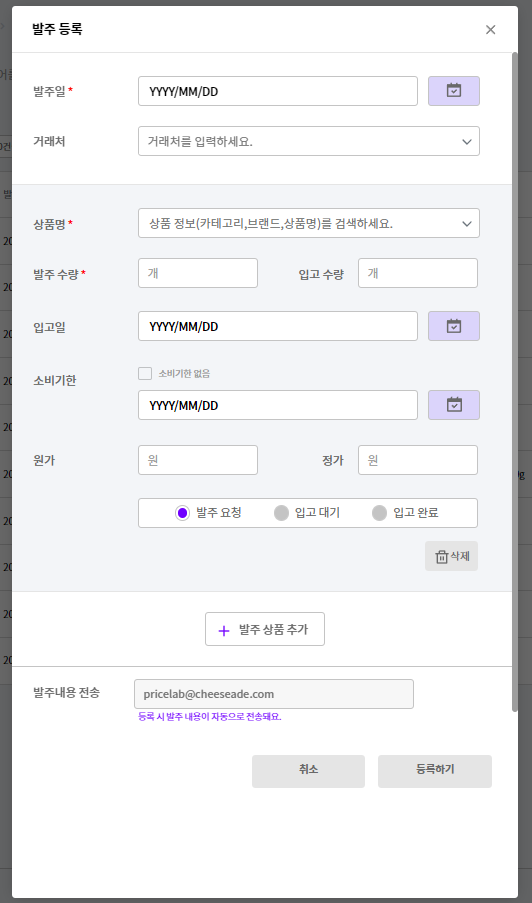 발주 등록
발주일 *
YYYY/MM/DD
거래처
거래처를 입력하세요.
상품명 *
상품 정보(카테고리,브랜드,상품명)를 검색하세요.
발주 수량 *
개
입고 수량
개
입고일
YYYY/MM/DD
소비기한
소비기한 없음
YYYY/MM/DD
원가
원
정가
원
발주 요청
입고 대기
입고 완료
삭제
+ 발주 상품 추가
발주내용 전송
pricelab@cheeseade.com
등록 시 발주 내용이 자동으로 전송돼요.
취소
등록하기